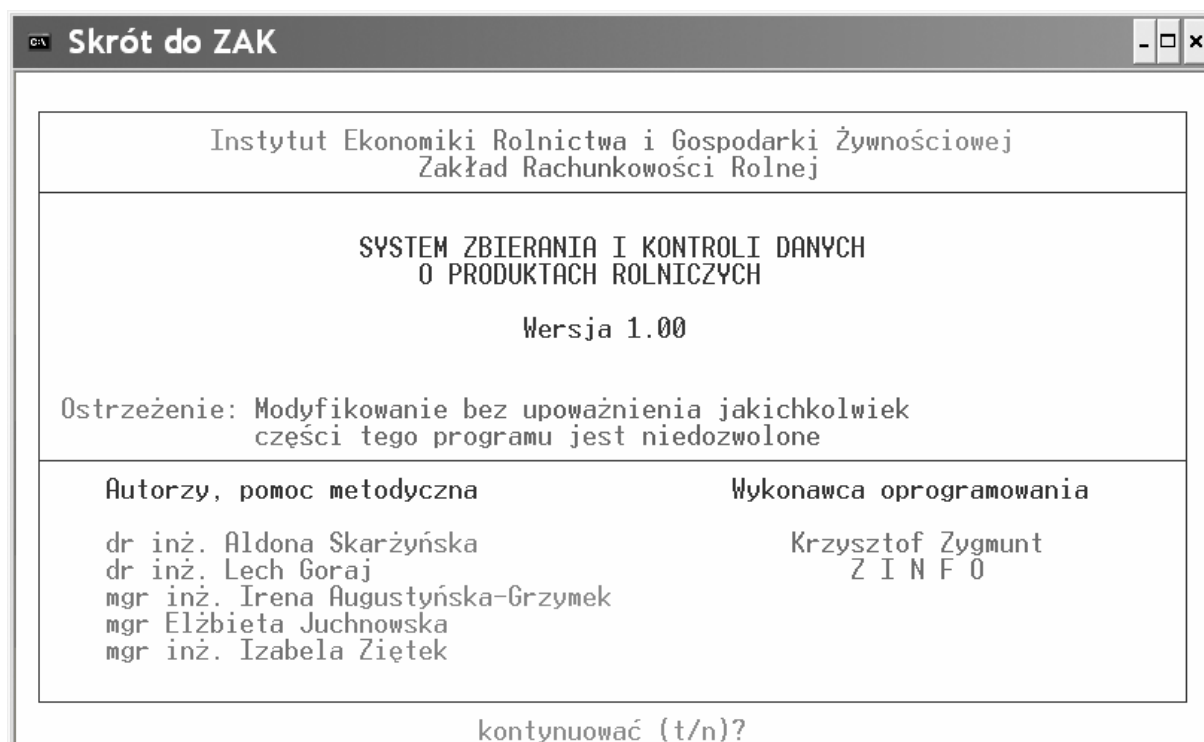 Skrót do ZAK
Instytut Ekonomiki Rolnictwa i Gospodarki Żywnościowej
Zakład Rachunkowości Rolnej
SYSTEM ZBIERANIA I KONTROLI DANYCH
O PRODUKTACH ROLNICZYCH
Wersja 1.00
Ostrzeżenie: Modyfikowanie bez upoważnienia jakichkolwiek
części tego programu jest niedozwolone
Autorzy, pomoc metodyczna
dr inż. Aldona Skarżyńska
dr inż. Lech Goraj
mgr inż. Irena Augustyńska-Grzymek
mgr Elżbieta Juchnowska
mgr inż. Izabela Ziętek
Wykonawca oprogramowania
Krzysztof Zygmunt
Z I N F O
kontynuować (t/n)?